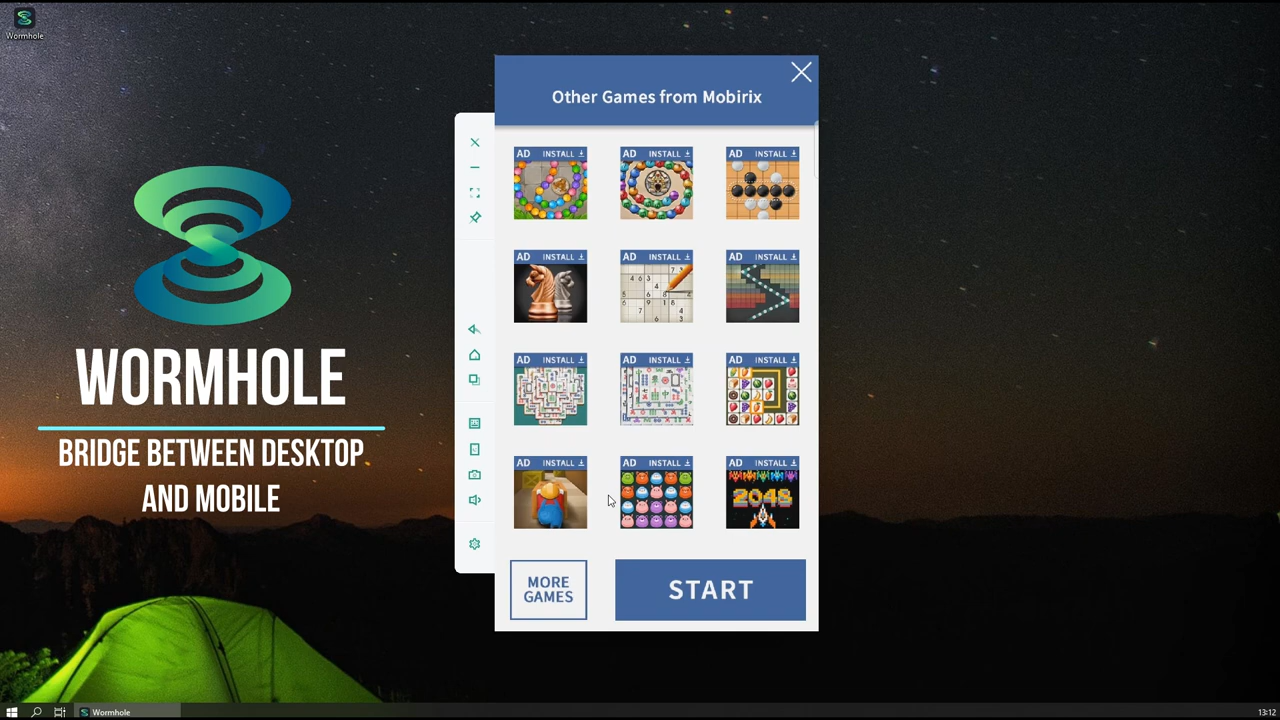 Wormhole
Other Games from Mobirix
AD INSTALL
AD INSTALL
AD INSTALL
AD INSTALL
AD INSTALL
AD INSTALL
WORMHOLE
BRIDGE BETWEEN DESKTOP
AND MOBILE
AD INSTALL
AD INSTALL
AD INSTALL
AD INSTALL
AD INSTALL
AD INSTALL
2048
MORE
GAMES
START
Wormhole
13:12